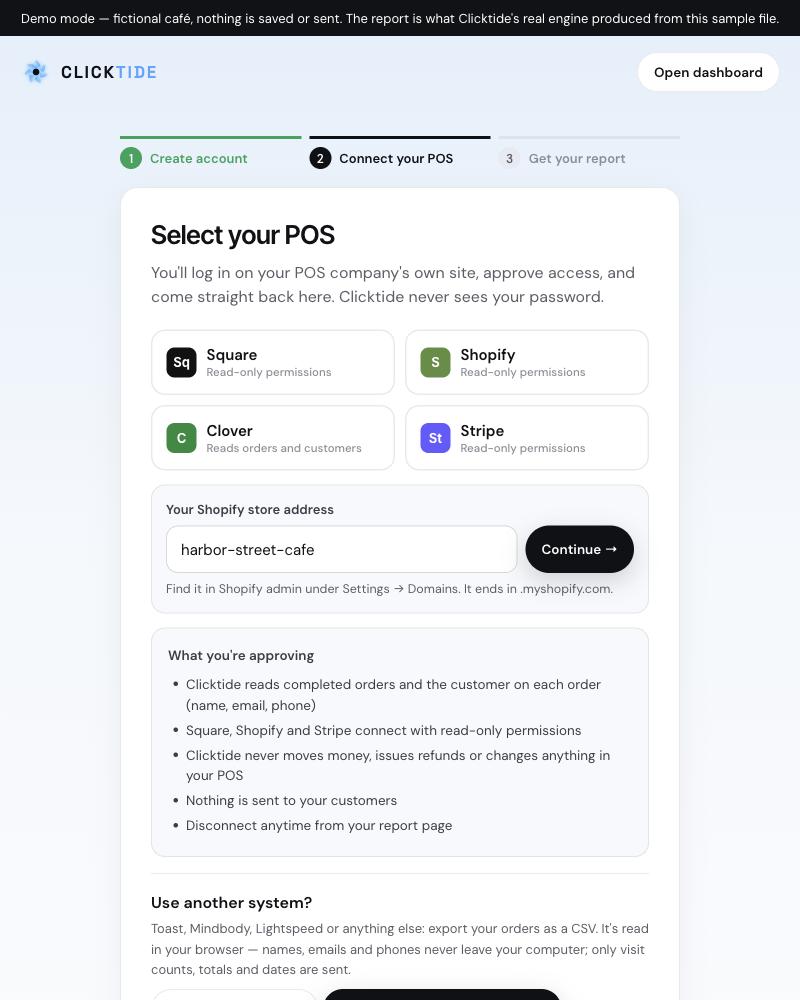 Demo mode — fictional café, nothing is saved or sent. The report is what Clicktide's real engine produced from this sample file.
CLICKTIDE
Open dashboard
1 Create account
2 Connect your POS
3 Get your report
Select your POS
You'll log in on your POS company's own site, approve access, and
come straight back here. Clicktide never sees your password.
Sq
Square
Read-only permissions
S
Shopify
Read-only permissions
C
Clover
Reads orders and customers
St
Stripe
Read-only permissions
Your Shopify store address
harbor-street-cafe
Continue →
Find it in Shopify admin under Settings → Domains. It ends in .myshopify.com.
What you're approving
• Clicktide reads completed orders and the customer on each order
(name, email, phone)
• Square, Shopify and Stripe connect with read-only permissions
• Clicktide never moves money, issues refunds or changes anything in
your POS
• Nothing is sent to your customers
• Disconnect anytime from your report page
Use another system?
Toast, Mindbody, Lightspeed or anything else: export your orders as a CSV. It's read
in your browser — names, emails and phones never leave your computer; only visit
counts, totals and dates are sent.